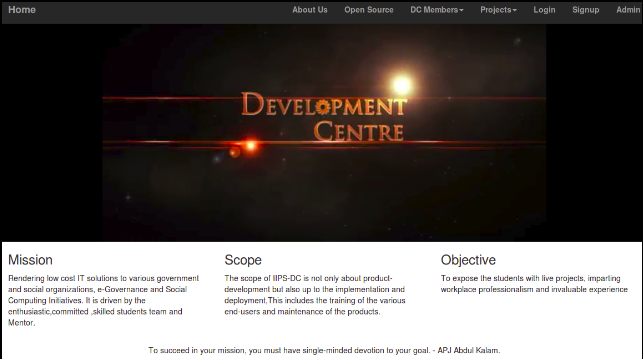 Home About Us Open Source DC Members Projects Login Signup Admin
DEVELOPMENT
CENTRE
Mission
Rendering low cost IT solutions to various government
and social organizations, e-Governance and Social
Computing Initiatives. It is driven by the
enthustiastic,committed ,skilled students team and
Mentor.
Scope
The scope of IIPS-DC is not only about product-
development but also up to the implementation and
deployment,This includes the training of the various
end-users and maintenance of the products.
Objective
To expose the students with live projects, imparting
workplace professionalism and invaluable experience
To succeed in your mission, you must have single-minded devotion to your goal. - APJ Abdul Kalam.